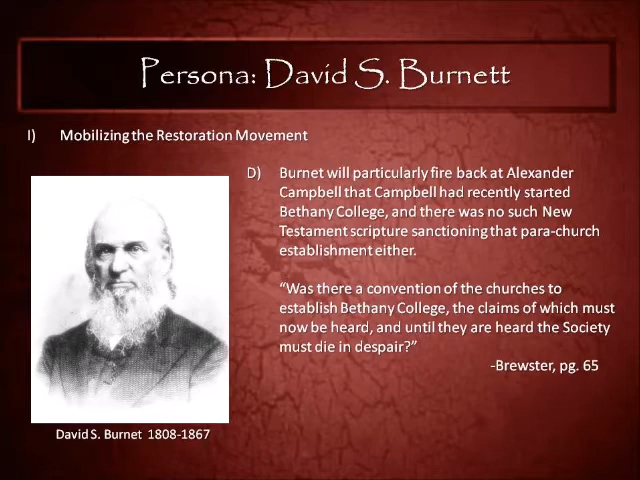 Persona: David S. Burnett
I) Mobilizing the Restoration Movement
D) Burnet will particularly fire back at Alexander
Campbell that Campbell had recently started
Bethany College, and there was no such New
Testament scripture sanctioning that para-church
establishment either.
“Was there a convention of the churches to
establish Bethany College, the claims of which must
now be heard, and until they are heard the Society
must die in despair?”
-Brewster, pg. 65
David S. Burnet 1808-1867